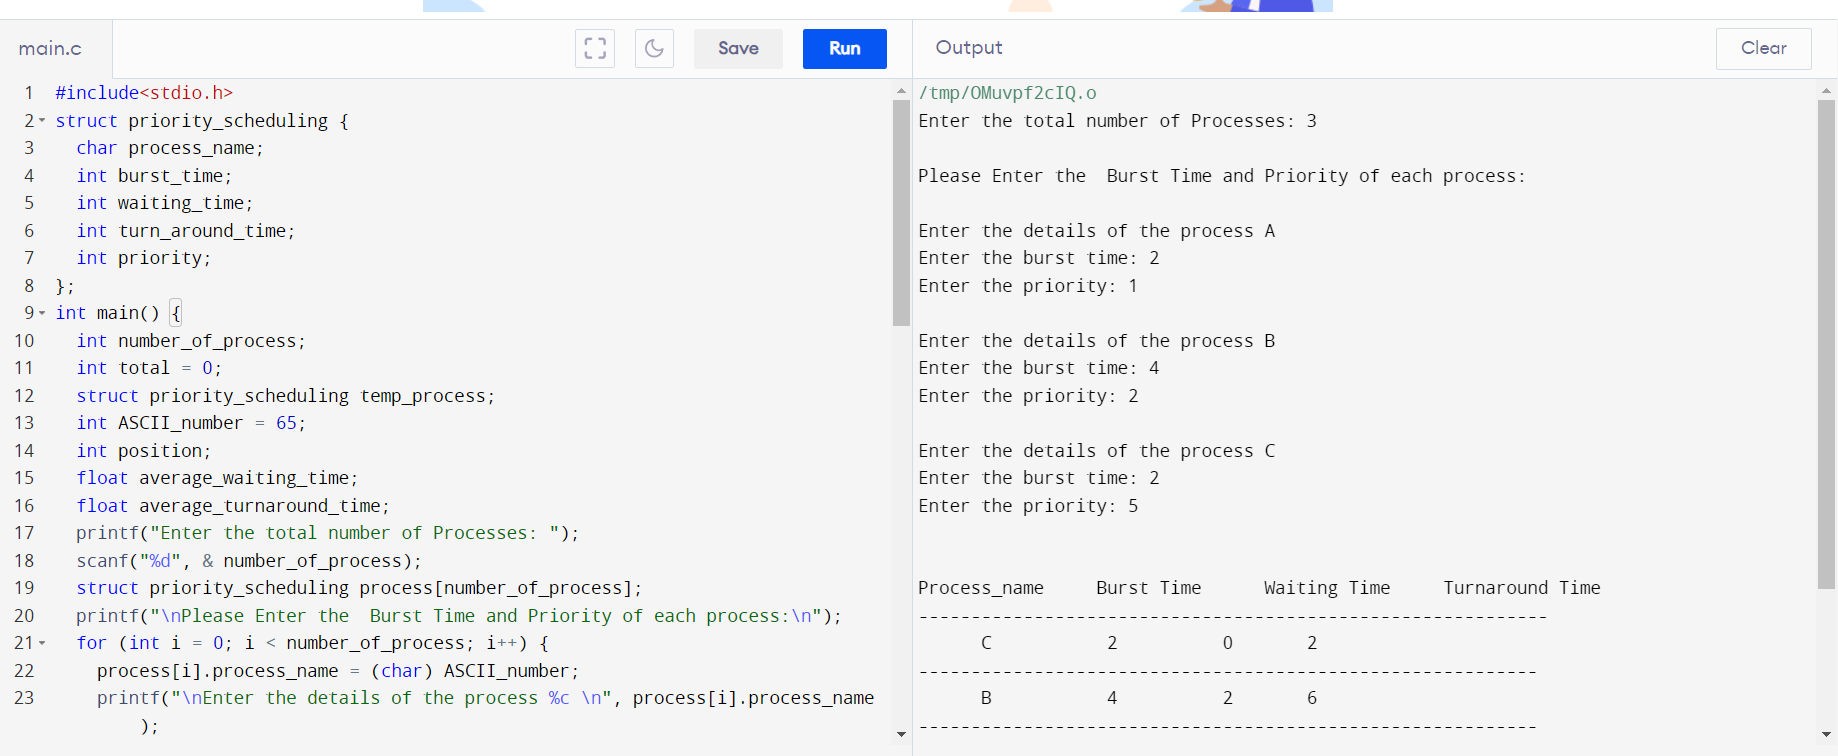 main.c
Save
Run
1 #include<stdio.h>
2 struct priority_scheduling {
3 char process_name;
4 int burst_time;
5 int waiting_time;
6 int turn_around_time;
7 int priority;
8 };
9 int main() {
10 int number_of_process;
11 int total = 0;
12 struct priority_scheduling temp_process;
13 int ASCII_number = 65;
14 int position;
15 float average_waiting_time;
16 float average_turnaround_time;
17 printf("Enter the total number of Processes: ");
18 scanf("%d", & number_of_process);
19 struct priority_scheduling process[number_of_process];
20 printf("\nPlease Enter the  Burst Time and Priority of each process:\n");
21 for (int i = 0; i < number_of_process; i++) {
22 process[i].process_name = (char) ASCII_number;
23 printf("\nEnter the details of the process %c \n", process[i].process_name
);
Output
Clear
/tmp/OMuvpf2cIQ.o
Enter the total number of Processes: 3
Please Enter the  Burst Time and Priority of each process:
Enter the details of the process A
Enter the burst time: 2
Enter the priority: 1
Enter the details of the process B
Enter the burst time: 4
Enter the priority: 2
Enter the details of the process C
Enter the burst time: 2
Enter the priority: 5
Process_name Burst Time Waiting Time Turnaround Time
------------------------------------------------------------
C 2 0 2
-----------------------------------------------------------
B 4 2 6
-----------------------------------------------------------